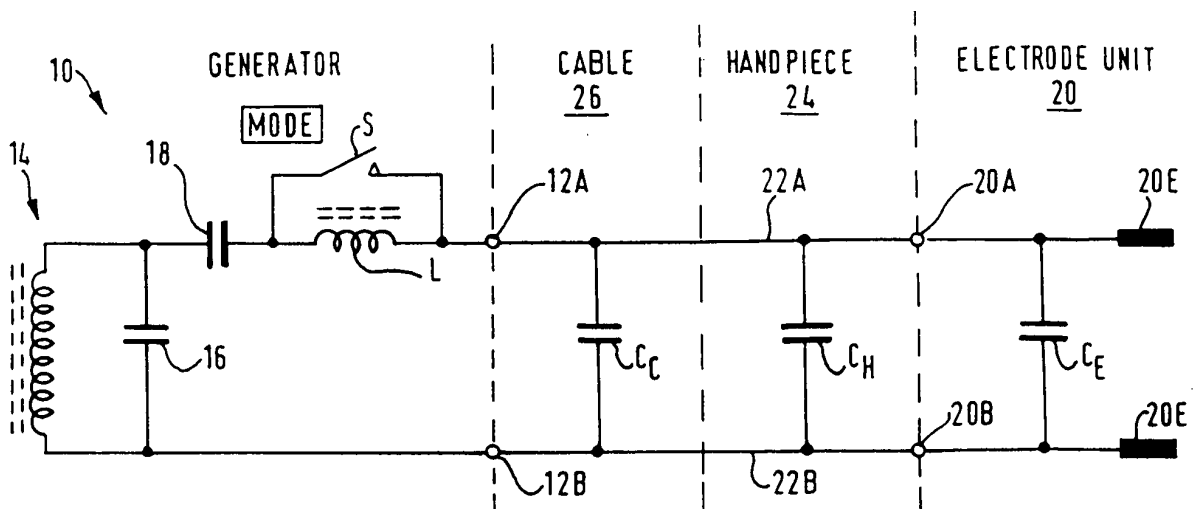 GENERATOR
CABLE
26
HANDPIECE
24
ELECTRODE UNIT
20
10
MODE
S
14
18
12A
22A
20A
20E
L
16
C_C
C_H
C_E
12B
22B
20B
20E